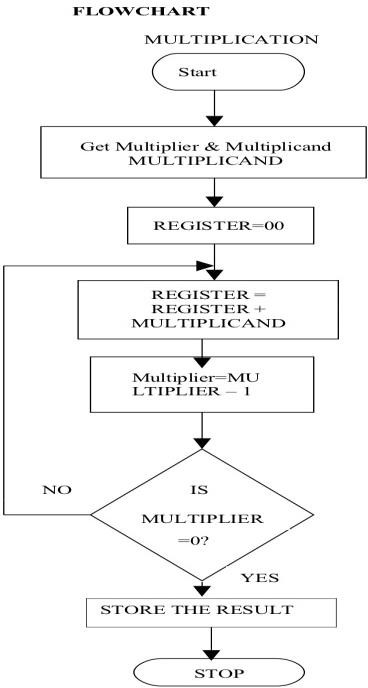 FLOWCHART
MULTIPLICATION
Start
Get Multiplier & Multiplicand
MULTIPLICAND
REGISTER=00
REGISTER =
REGISTER +
MULTIPLICAND
Multiplier=MU
LTIPLIER – 1
NO
IS
MULTIPLIER
=0?
YES
STORE THE RESULT
STOP